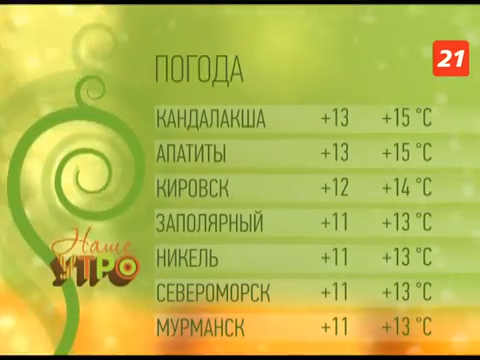 21
ПОГОДА
КАНДАЛАКША +13 +15 °C
АПАТИТЫ +13 +15 °C
КИРОВСК +12 +14 °C
ЗАПОЛЯРНЫЙ +11 +13 °C
НИКЕЛЬ +11 +13 °C
СЕВЕРОМОРСК +11 +13 °C
МУРМАНСК +11 +13 °C
Наше
УТРО